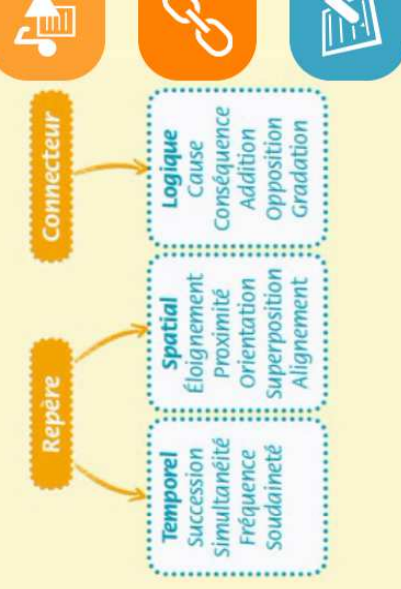 Repère
Connecteur
Temporel
Succession
Simultanéité
Fréquence
Soudaineté
Spatial
Éloignement
Proximité
Orientation
Superposition
Alignement
Logique
Cause
Conséquence
Addition
Opposition
Gradation